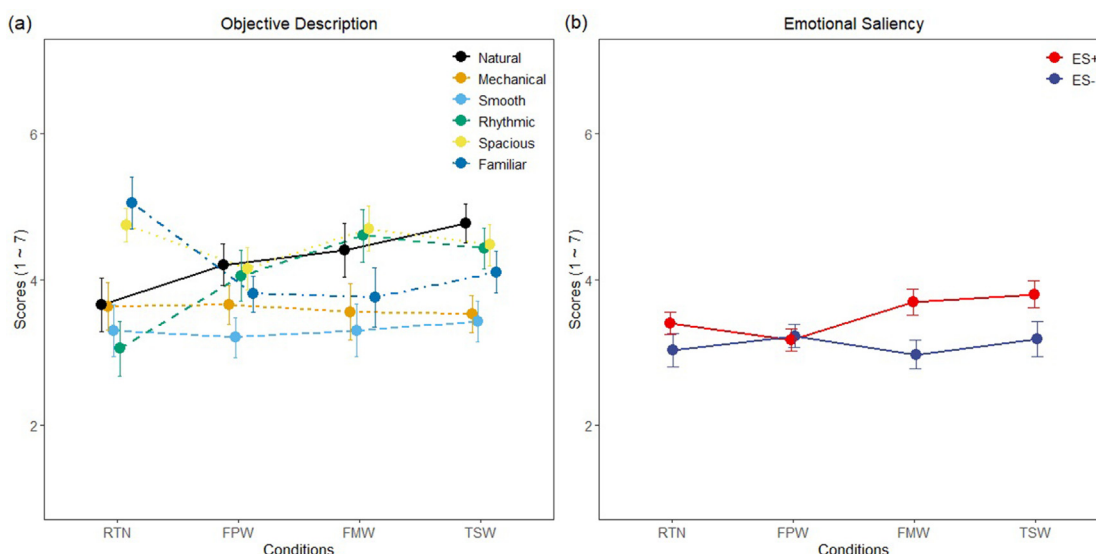 (a)
Objective Description
Natural
Mechanical
Smooth
Rhythmic
Spacious
Familiar
Scores (1 ~ 7)
6
4
2
RTN
FPW
FMW
TSW
Conditions
(b)
Emotional Saliency
ES+
ES-
Scores (1 ~ 7)
6
4
2
RTN
FPW
FMW
TSW
Conditions